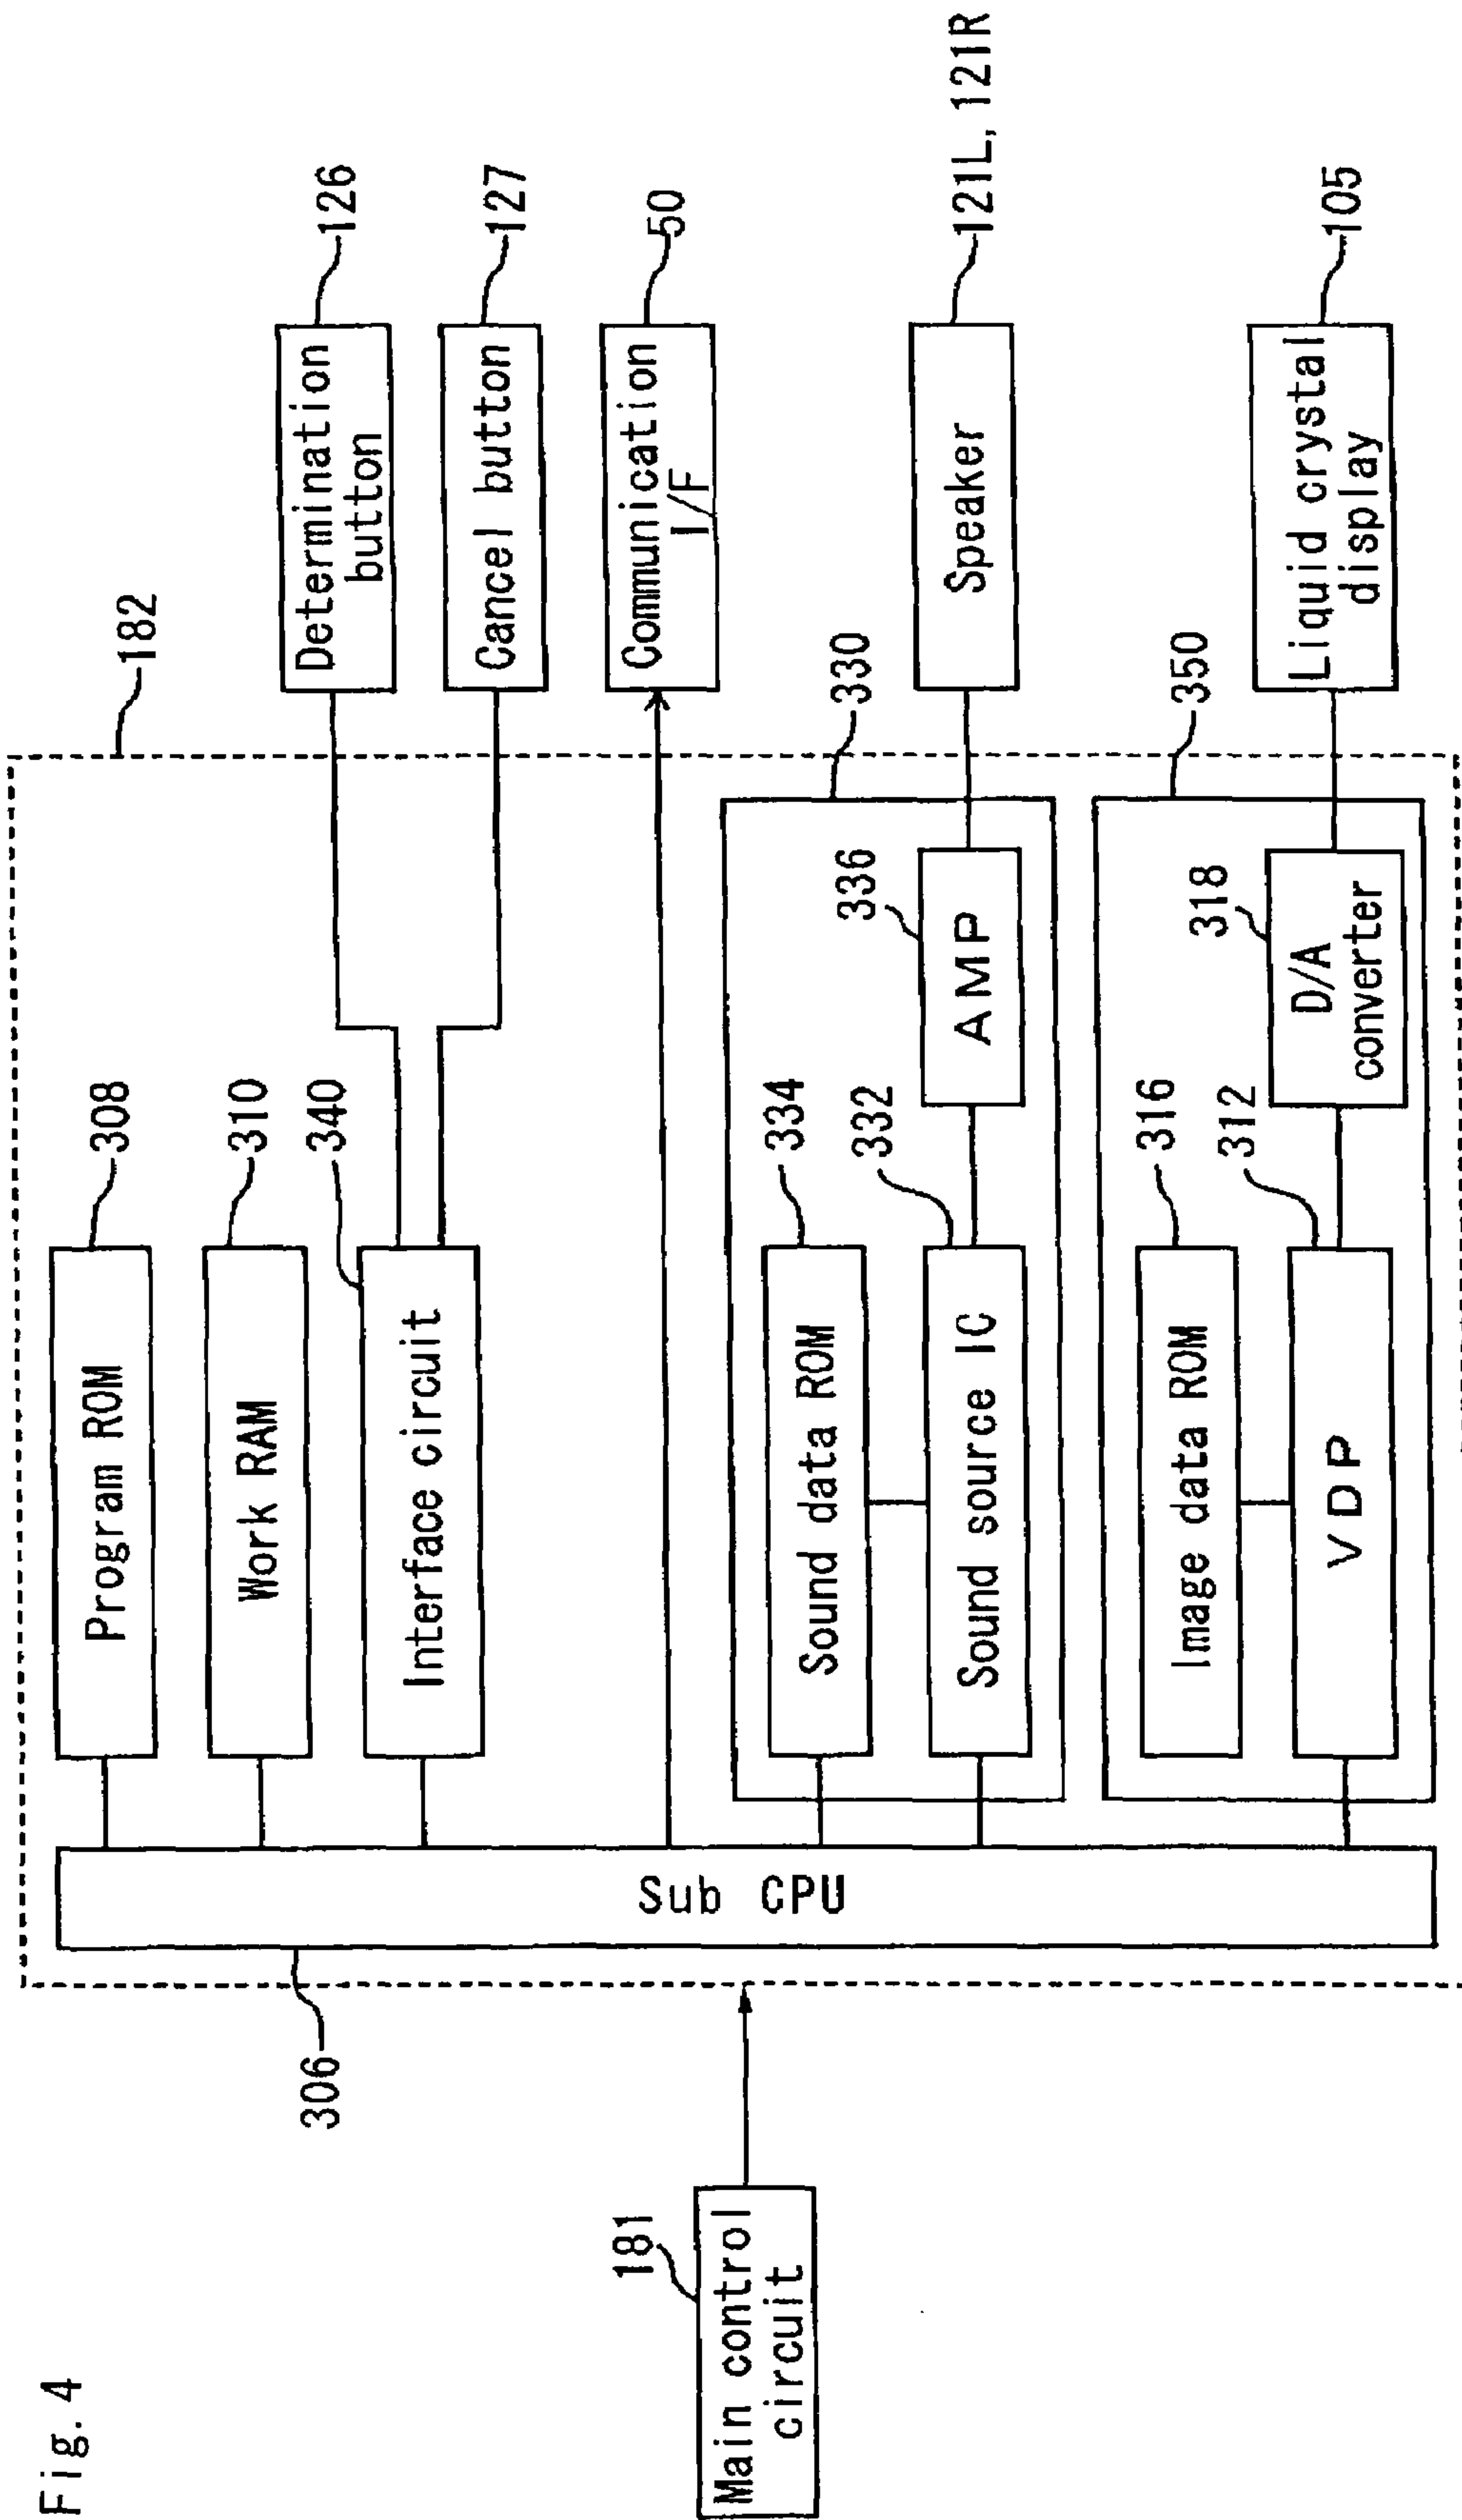 Fig. 4
Main control
circuit
181
306
Sub CPU
182
Program ROM
308
Work RAM
310
Interface circuit
340
Determination
button
126
Cancel button
127
Communication
I/F
50
330
Sound data ROM
334
Sound source IC
332
AMP
336
Speaker
121L, 121R
350
Image data ROM
316
VDP
312
D/A
converter
318
Liquid crystal
display
105